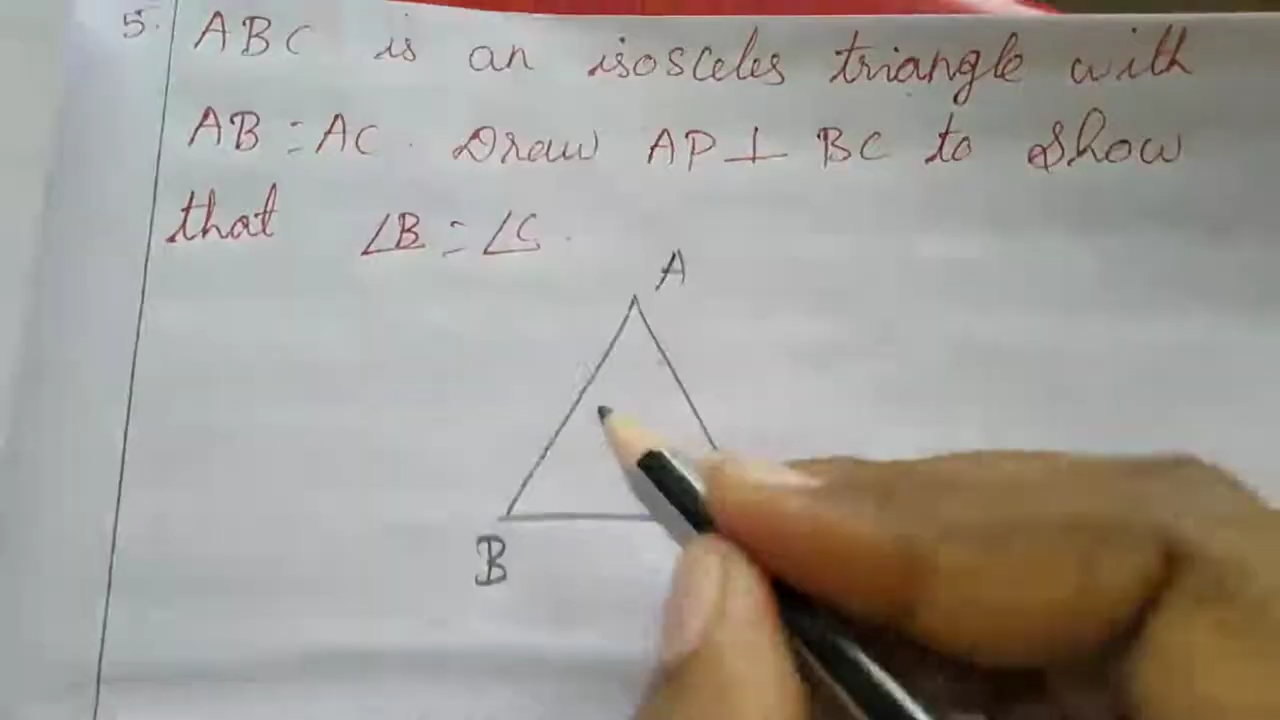 5. ABC is an isosceles triangle with
AB = AC. Draw AP ⊥ BC to show
that ∠B = ∠C.
A
B